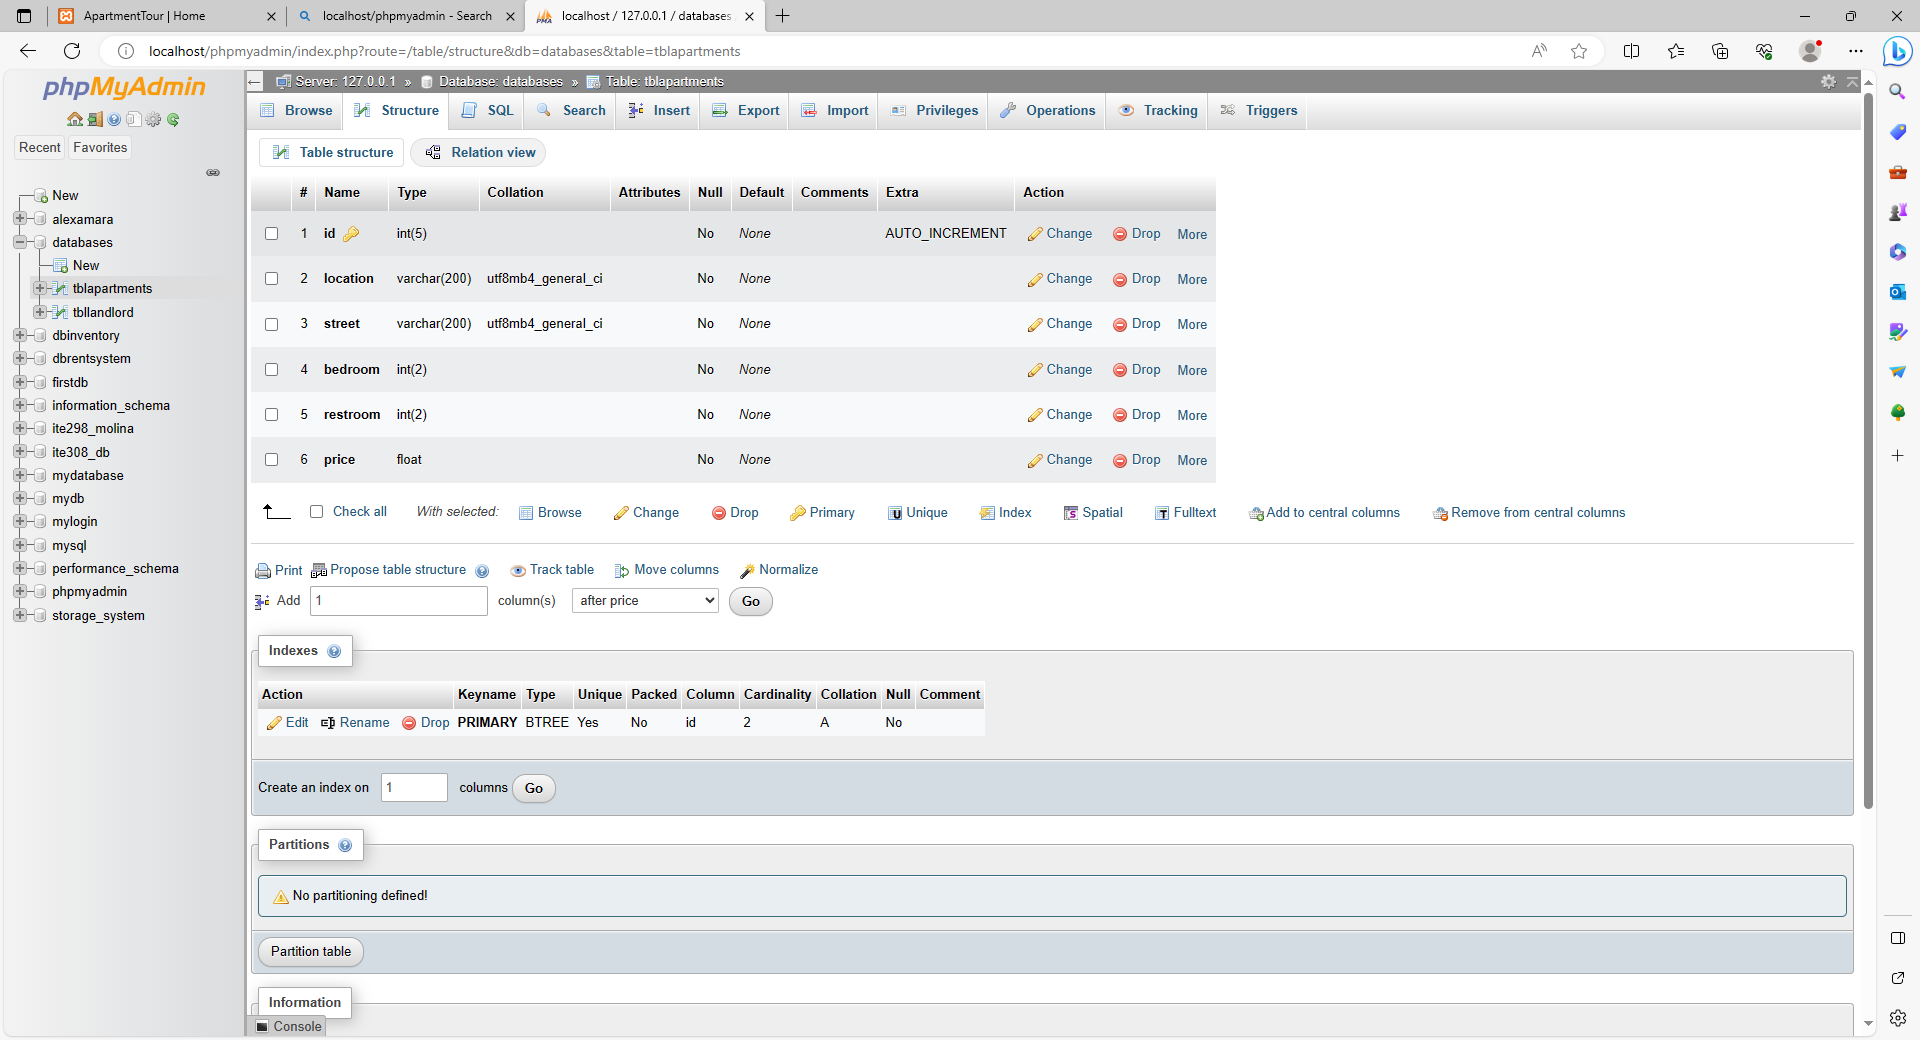 ApartmentTour | Home
localhost/phpmyadmin - Search
localhost / 127.0.0.1 / databases
localhost/phpmyadmin/index.php?route=/table/structure&db=databases&table=tblapartments
phpMyAdmin
Recent Favorites
New
alexamara
databases
New
tblapartments
tbllandlord
dbinventory
dbrentsystem
firstdb
information_schema
ite298_molina
ite308_db
mydatabase
mydb
mylogin
mysql
performance_schema
phpmyadmin
storage_system
Server: 127.0.0.1 » Database: databases » Table: tblapartments
Browse Structure SQL Search Insert Export Import Privileges Operations Tracking Triggers
Table structure Relation view
# Name Type Collation Attributes Null Default Comments Extra Action
1 id int(5) No None AUTO_INCREMENT Change Drop More
2 location varchar(200) utf8mb4_general_ci No None Change Drop More
3 street varchar(200) utf8mb4_general_ci No None Change Drop More
4 bedroom int(2) No None Change Drop More
5 restroom int(2) No None Change Drop More
6 price float No None Change Drop More
Check all With selected: Browse Change Drop Primary Unique Index Spatial Fulltext Add to central columns Remove from central columns
Print Propose table structure Track table Move columns Normalize
Add 1 column(s) after price Go
Indexes
Action Keyname Type Unique Packed Column Cardinality Collation Null Comment
Edit Rename Drop PRIMARY BTREE Yes No id 2 A No
Create an index on 1 columns Go
Partitions
No partitioning defined!
Partition table
Information
Console